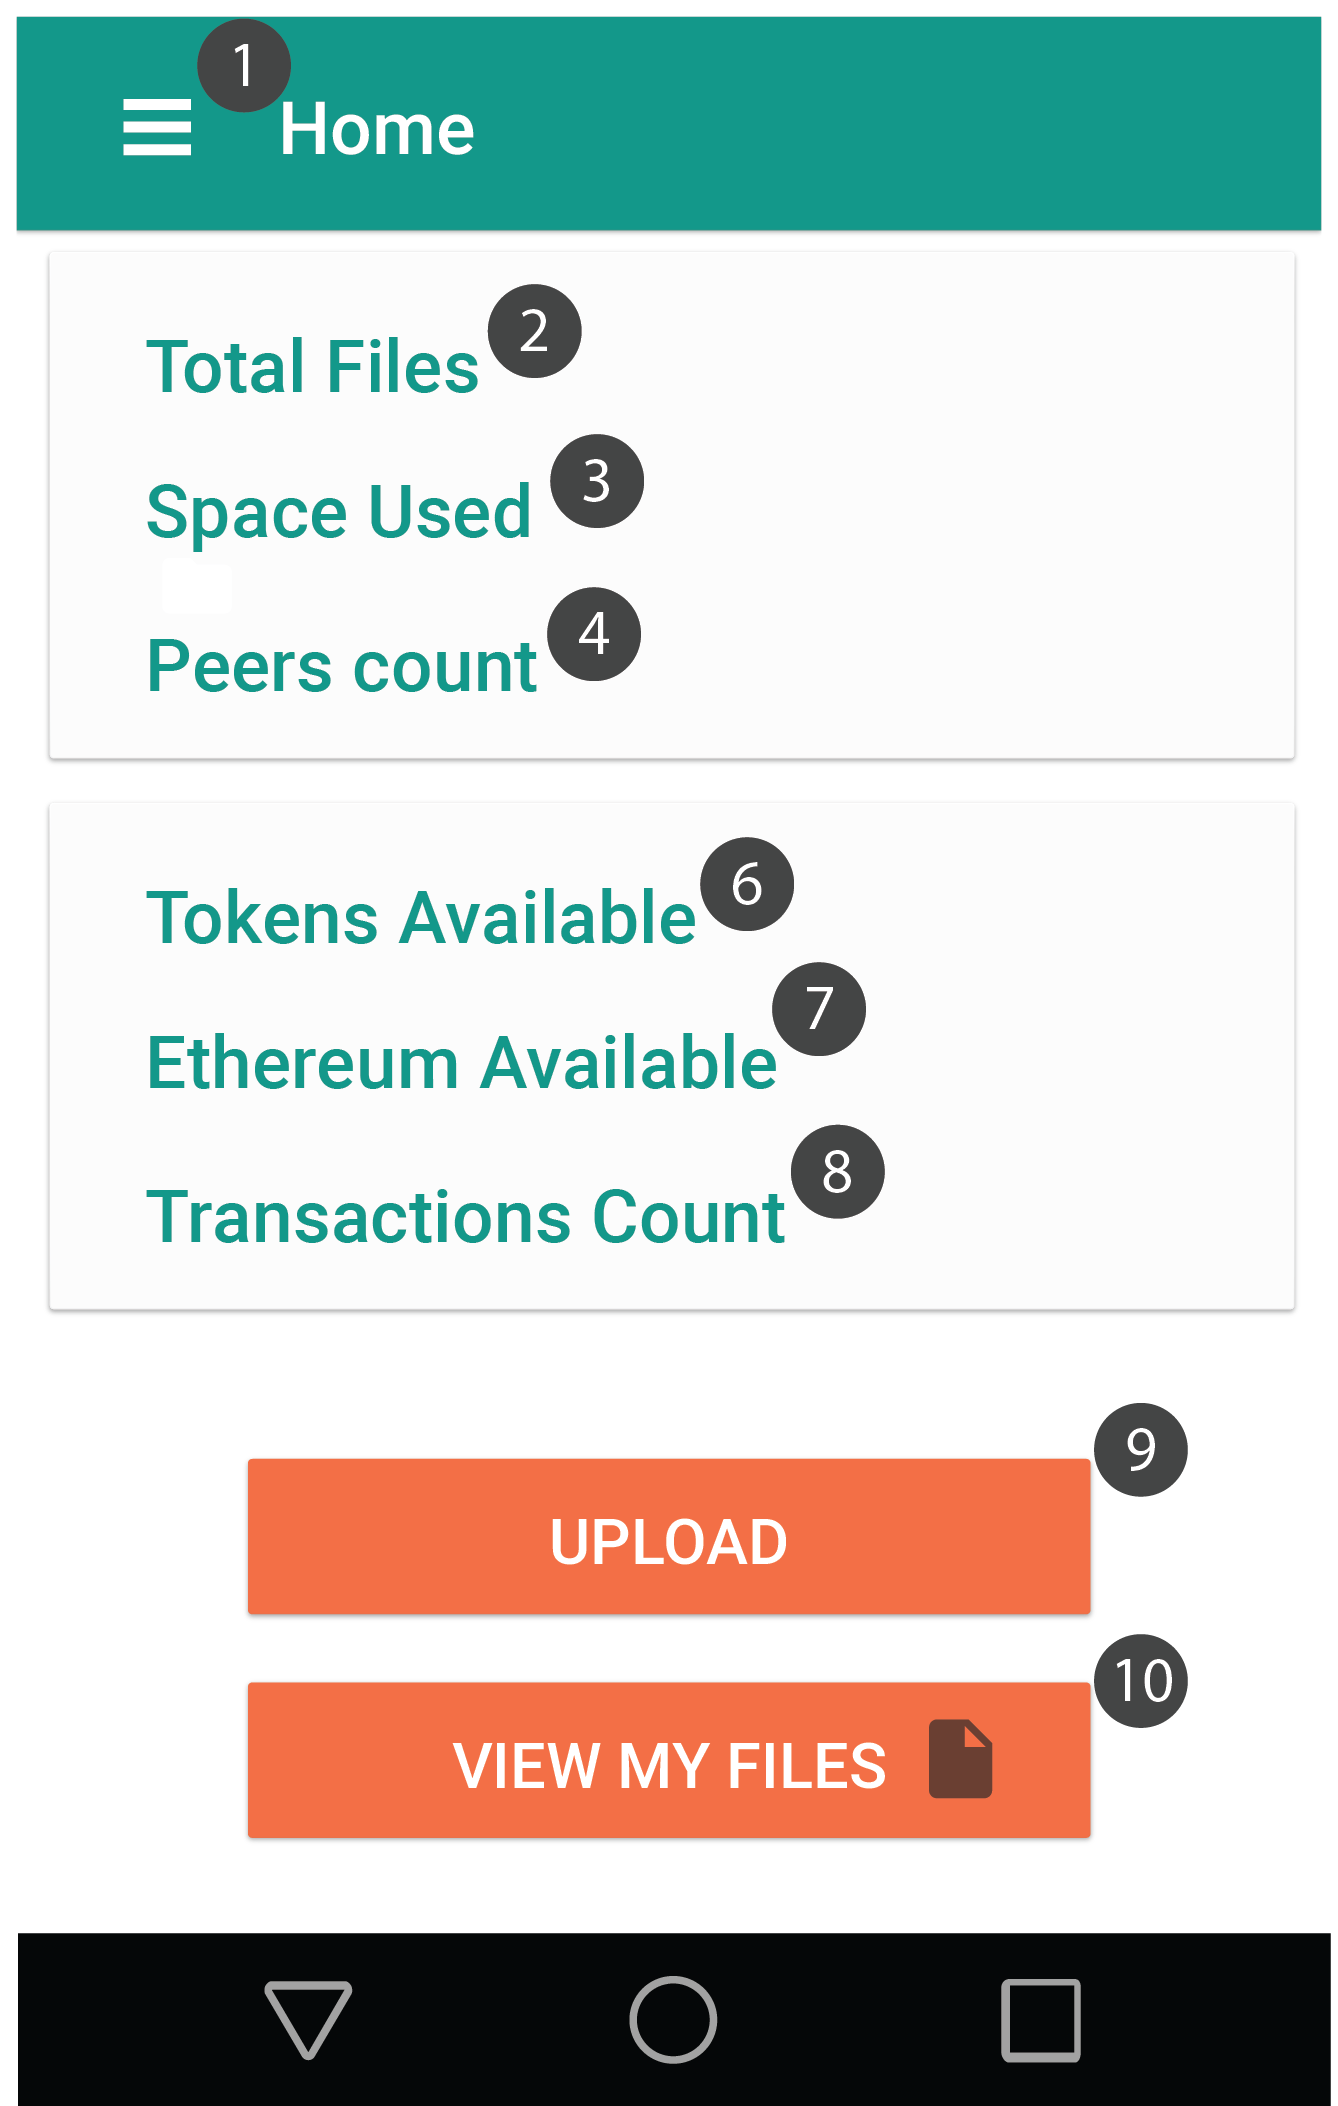 1
Home
Total Files 2
Space Used 3
Peers count 4
Tokens Available 6
Ethereum Available 7
Transactions Count 8
9
UPLOAD
10
VIEW MY FILES